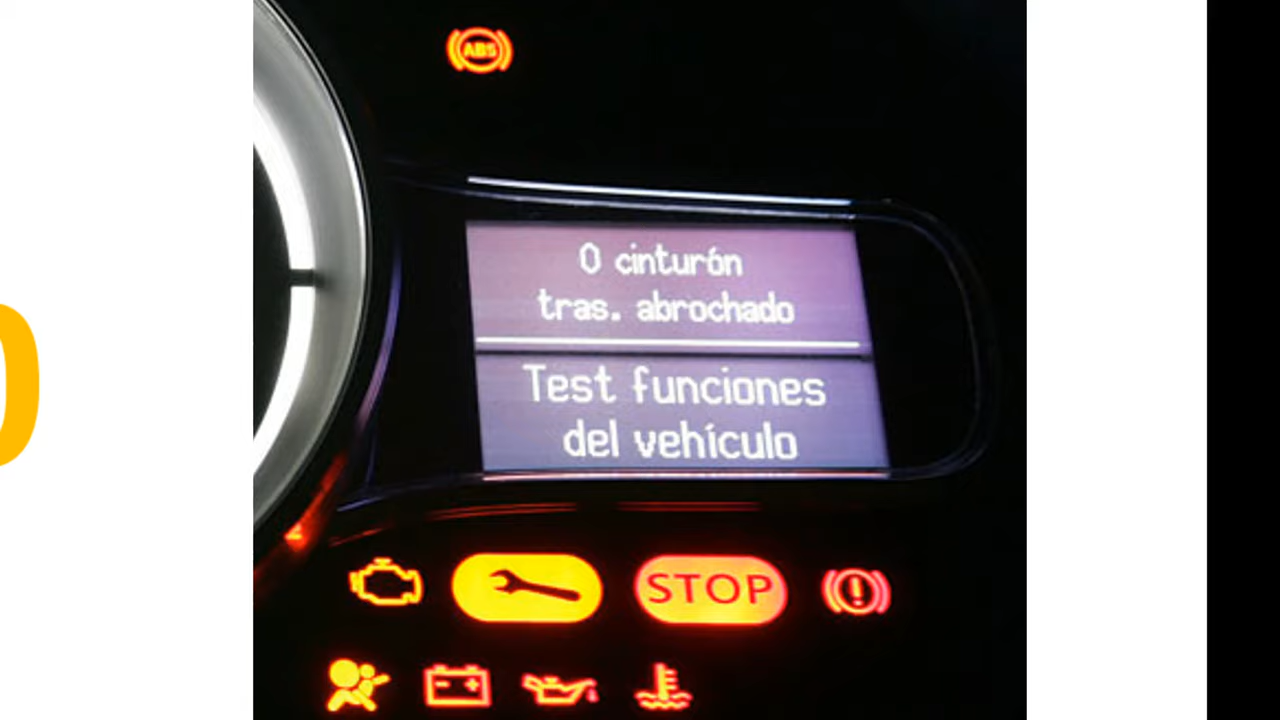 ABS
0 cinturón
tras. abrochado
Test funciones
del vehículo
STOP